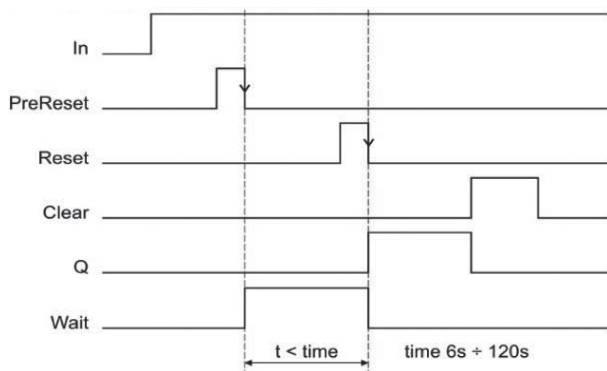 In
PreReset
Reset
Clear
Q
Wait
t < time
time 6s ÷ 120s